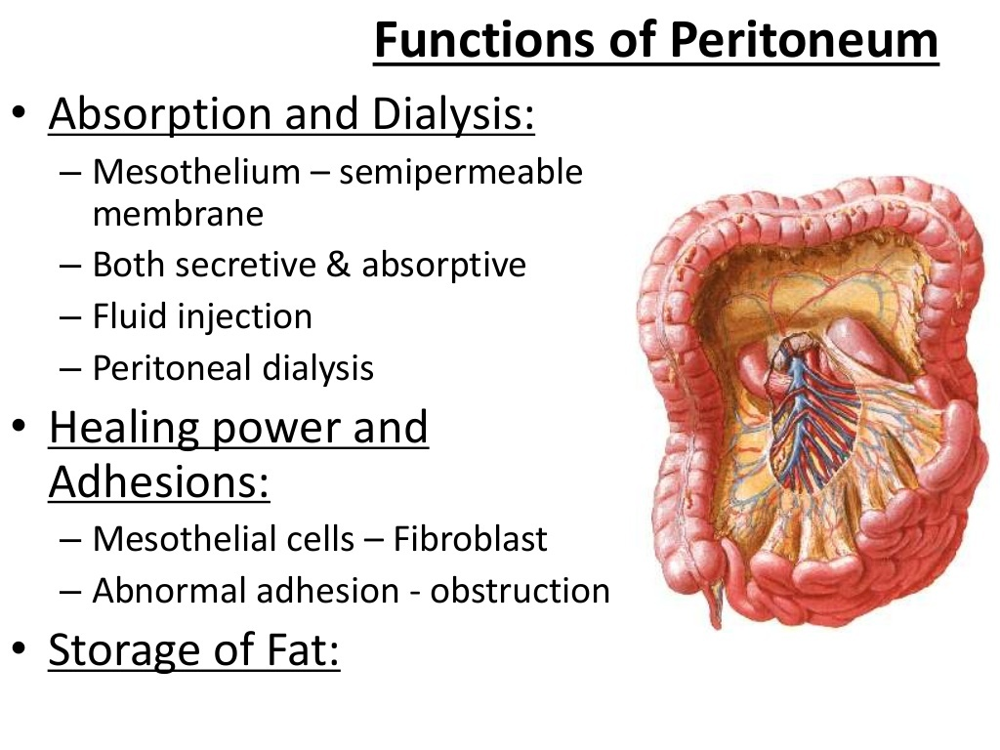 Functions of Peritoneum
• Absorption and Dialysis:
– Mesothelium – semipermeable
membrane
– Both secretive & absorptive
– Fluid injection
– Peritoneal dialysis
• Healing power and
Adhesions:
– Mesothelial cells – Fibroblast
– Abnormal adhesion - obstruction
• Storage of Fat: